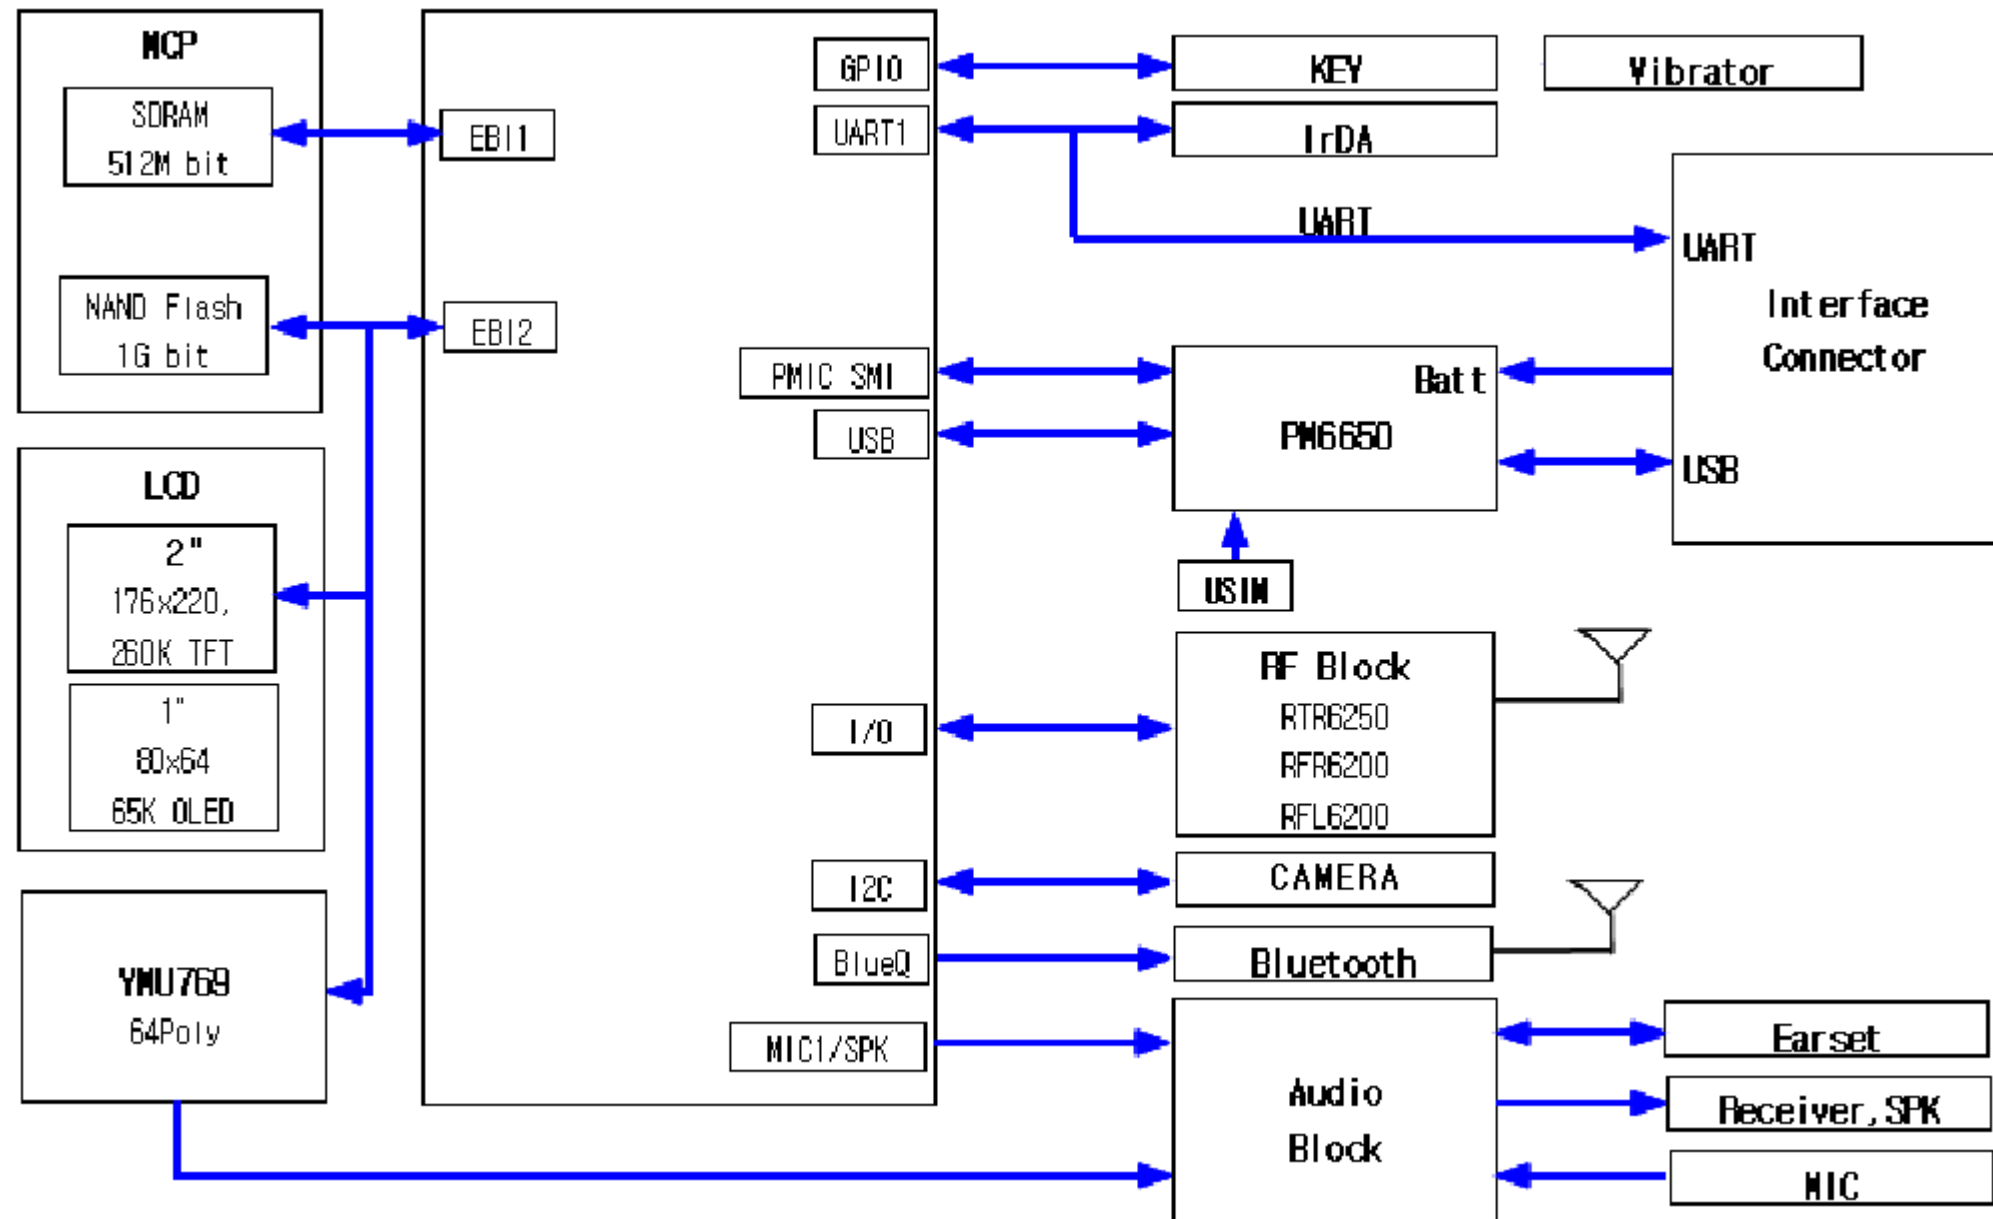 MCP
SDRAM
512M bit
NAND Flash
1G bit
LCD
2"
176x220,
260K TFT
1"
80x64
65K OLED
YMU769
64Poly
EBI1
EBI2
GPIO
UART1
PMIC SMI
USB
I/O
I2C
BlueQ
MIC1/SPK
KEY
Vibrator
IrDA
UART
UART
Interface
Connector
USB
Batt
PM6650
USIM
RF Block
RTR6250
RFR6200
RFL6200
CAMERA
Bluetooth
Audio
Block
Earset
Receiver,SPK
MIC